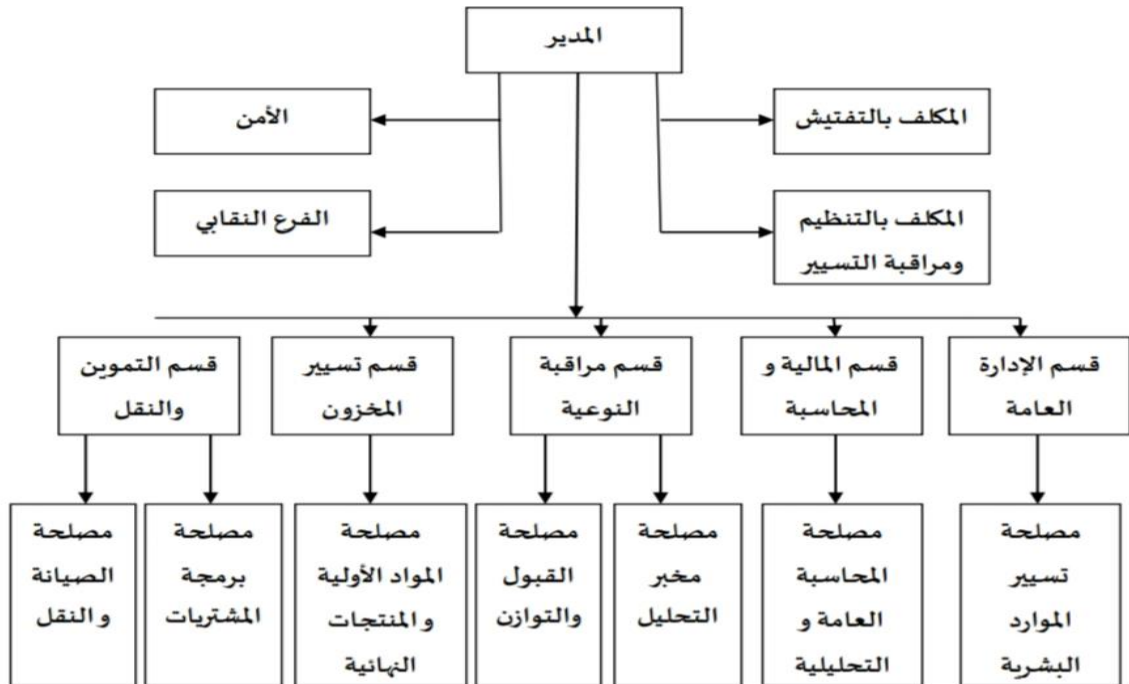 المدير
المكلف بالتفتيش
الأمن
المكلف بالتنظيم
ومراقبة التسيير
الفرع النقابي
قسم الإدارة
العامة
قسم المالية و
المحاسبة
قسم مراقبة
النوعية
قسم تسيير
المخزون
قسم التموين
والنقل
مصلحة
تسيير
الموارد
البشرية
مصلحة
المحاسبة
العامة و
التحليلية
مصلحة
مخبر
التحليل
مصلحة
القبول
والتوازن
مصلحة
المواد الأولية
و المنتجات
النهائية
مصلحة
برمجة
المشتريات
مصلحة
الصيانة
و النقل